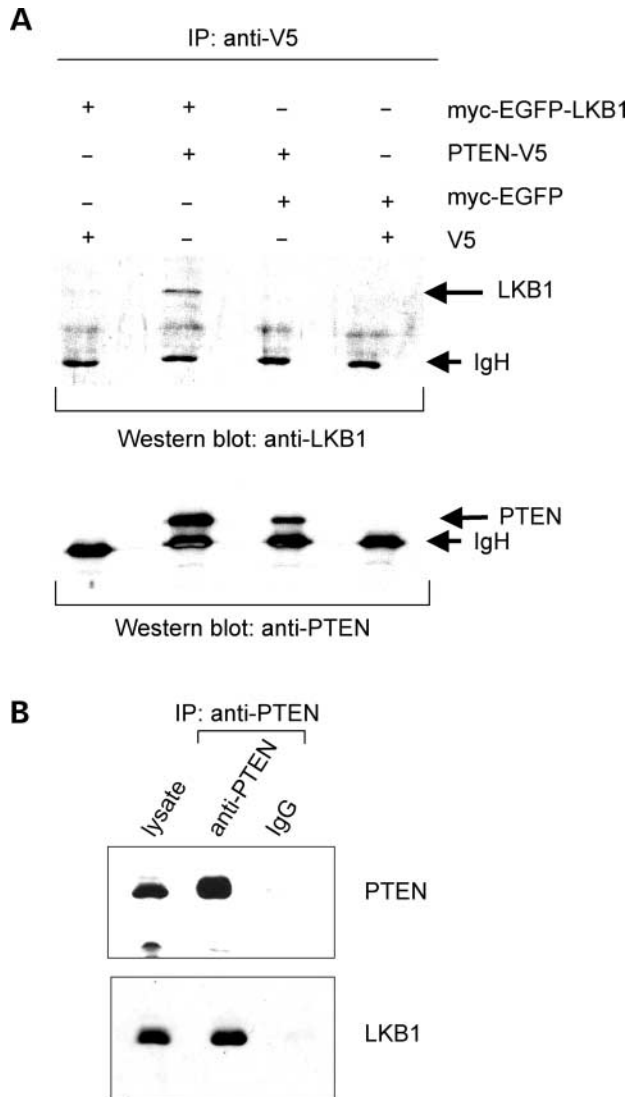 A
IP: anti-V5
+ + – – myc-EGFP-LKB1
– + + – PTEN-V5
– – + + myc-EGFP
+ – – + V5
LKB1
IgH
Western blot: anti-LKB1
PTEN
IgH
Western blot: anti-PTEN
B
IP: anti-PTEN
lysate anti-PTEN IgG
PTEN
LKB1